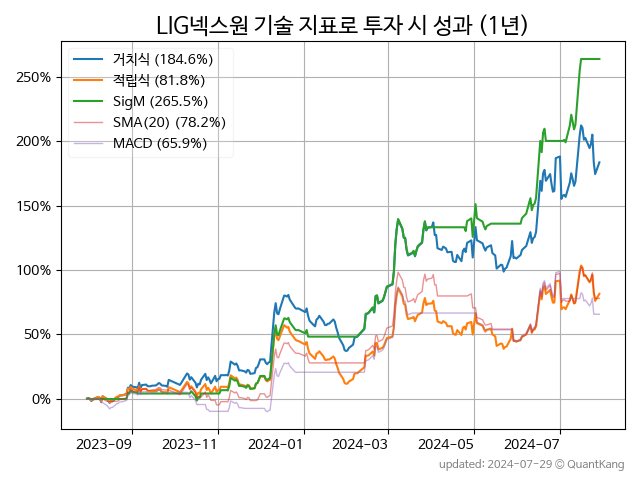 LIG넥스원 기술 지표로 투자 시 성과 (1년)
거치식 (184.6%)
적립식 (81.8%)
SigM (265.5%)
SMA(20) (78.2%)
MACD (65.9%)
250%
200%
150%
100%
50%
0%
2023-09 2023-11 2024-01 2024-03 2024-05 2024-07
updated: 2024-07-29 © QuantKang